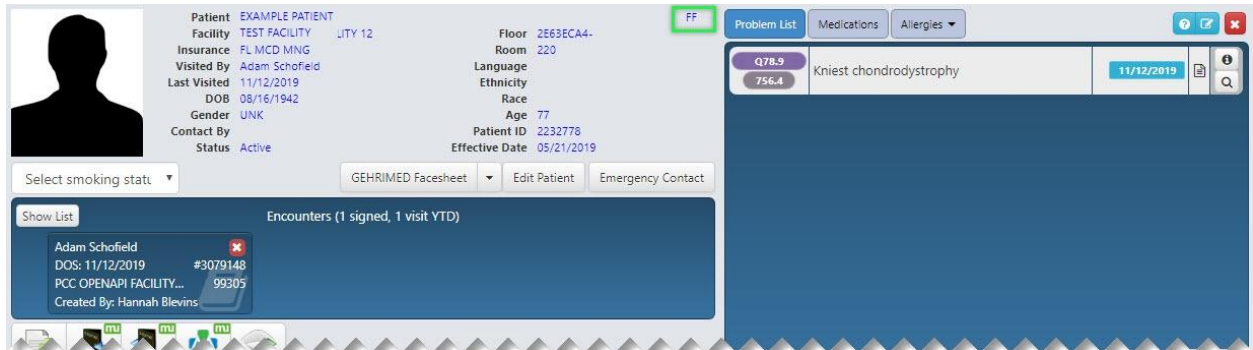 Patient EXAMPLE PATIENT FF
Facility TEST FACILITY LITY 12 Floor 2E63ECA4-
Insurance FL MCD MNG Room 220
Visited By Adam Schofield Language
Last Visited 11/12/2019 Ethnicity
DOB 08/16/1942 Race
Gender UNK Age 77
Contact By Patient ID 2232778
Status Active Effective Date 05/21/2019
Select smoking statu
GEHRIMED Facesheet Edit Patient Emergency Contact
Show List Encounters (1 signed, 1 visit YTD)
Adam Schofield
DOS: 11/12/2019 #3079148
PCC OPENAPI FACILITY... 99305
Created By: Hannah Blevins
mu mu mu
Problem List Medications Allergies
Q78.9
756.4
Kniest chondrodystrophy 11/12/2019